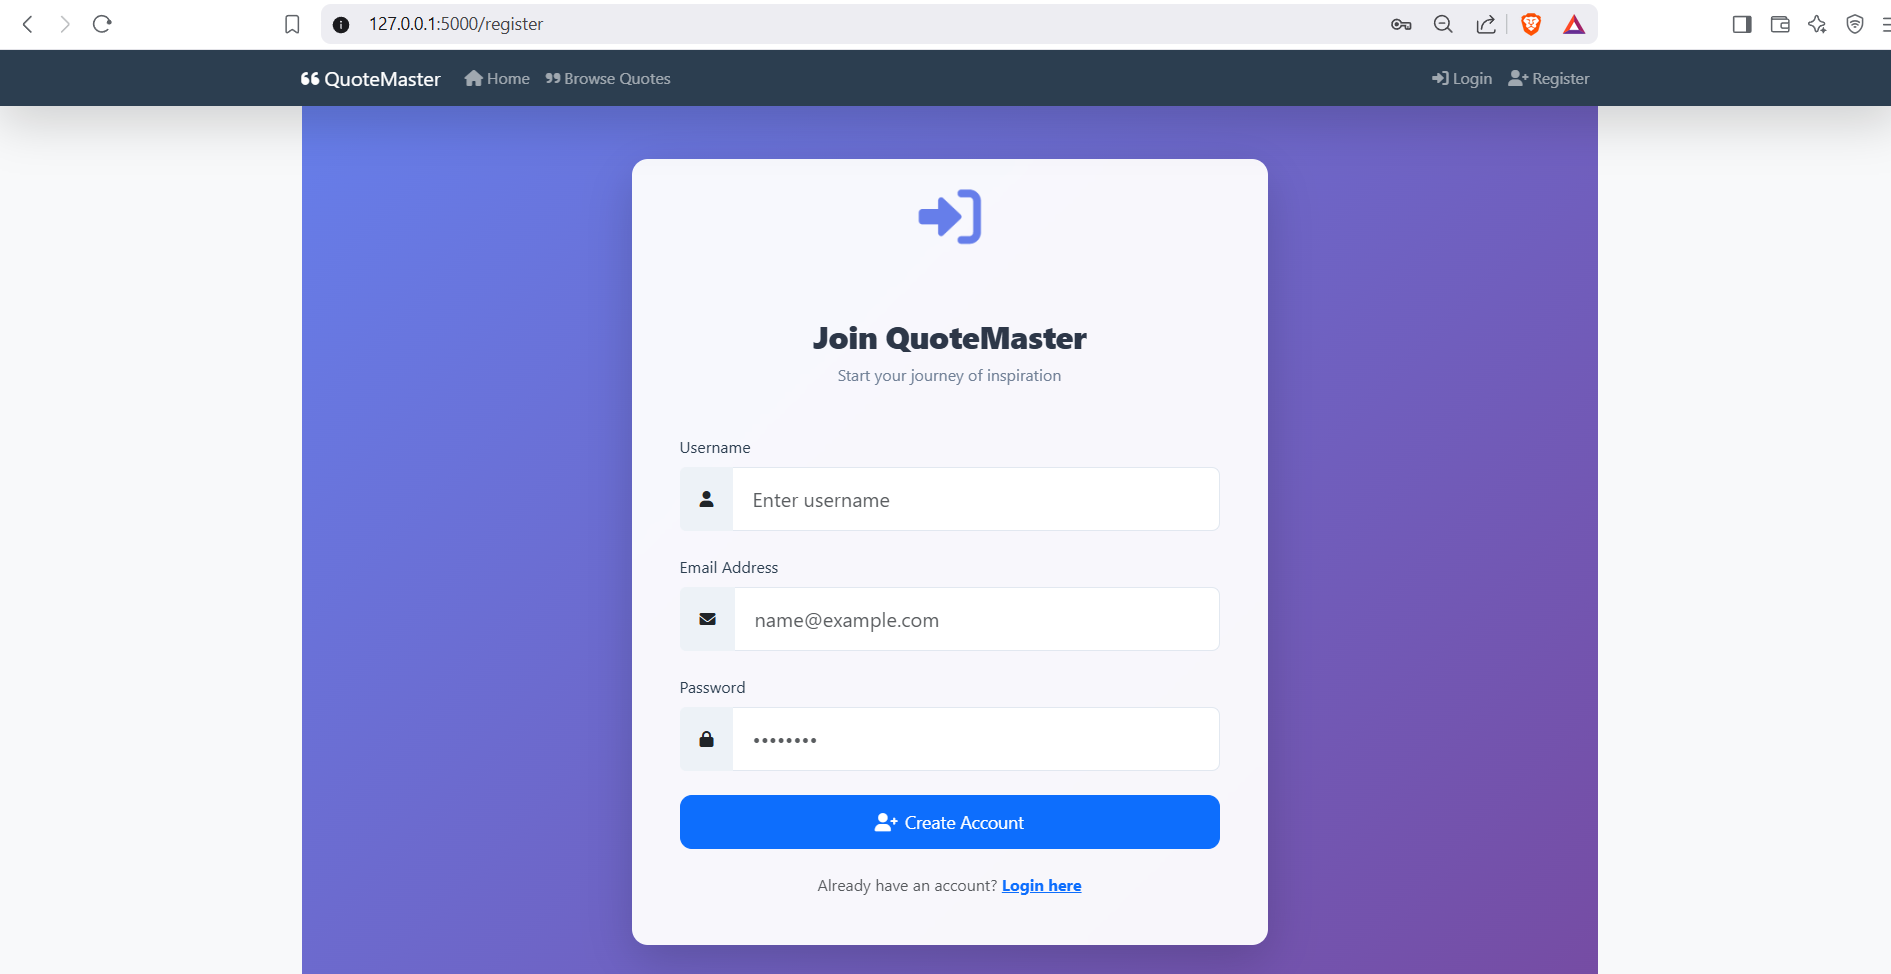 127.0.0.1:5000/register
QuoteMaster Home Browse Quotes Login Register
Join QuoteMaster
Start your journey of inspiration
Username
Enter username
Email Address
name@example.com
Password
••••••••
Create Account
Already have an account? Login here